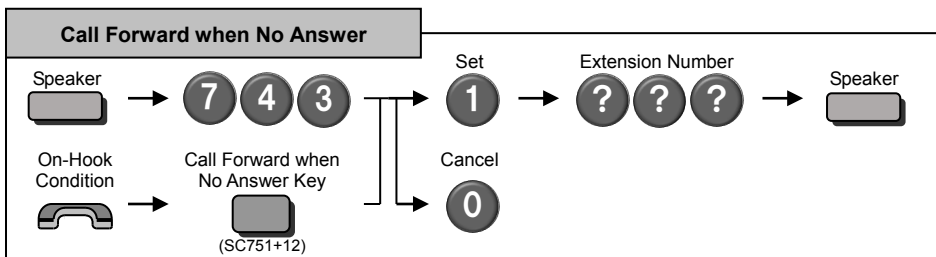 Call Forward when No Answer
Speaker
7 4 3
Set
1
Extension Number
? ? ?
Speaker
On-Hook
Condition
Call Forward when
No Answer Key
(SC751+12)
Cancel
0